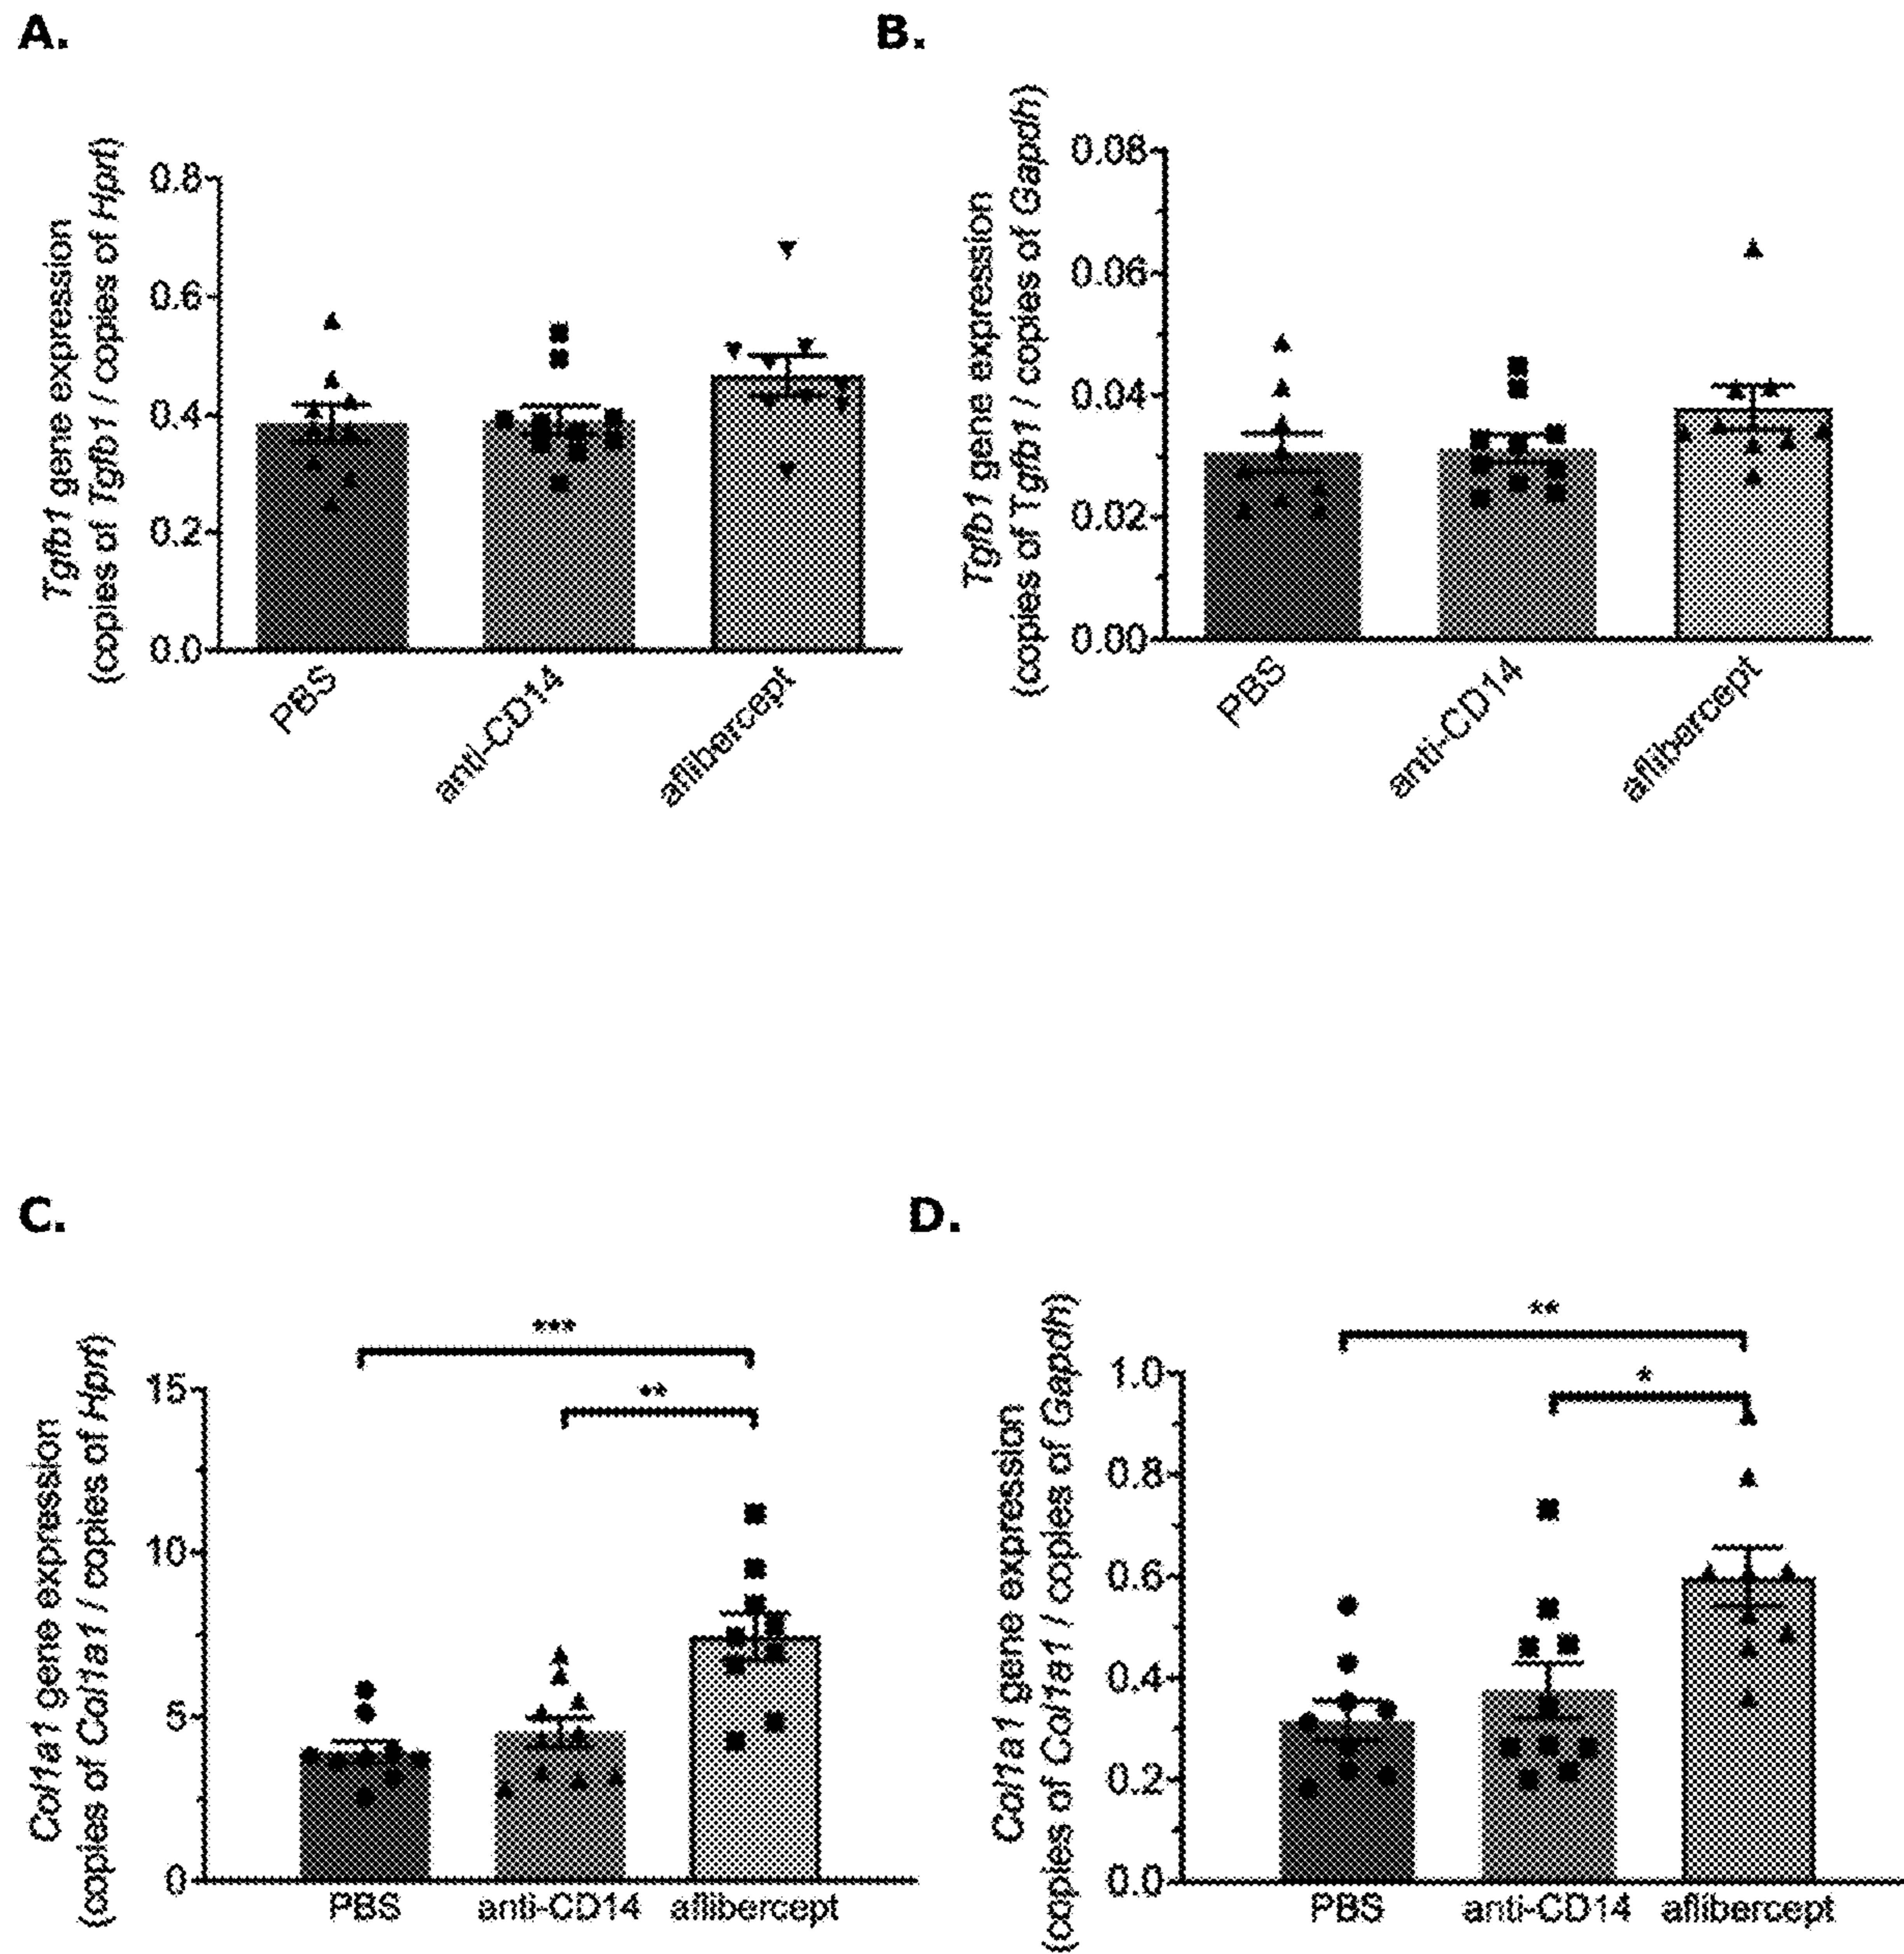 A.
Tgfb1 gene expression
(copies of Tgfb1 / copies of Hprt)
0.8
0.6
0.4
0.2
0.0
PBS
anti-CD14
aflibercept
B.
Tgfb1 gene expression
(copies of Tgfb1 / copies of Gapdh)
0.08
0.06
0.04
0.02
0.00
PBS
anti-CD14
aflibercept
C.
Col1a1 gene expression
(copies of Col1a1 / copies of Hprt)
***
**
15
10
5
0
PBS
anti-CD14
aflibercept
D.
Col1a1 gene expression
(copies of Col1a1 / copies of Gapdh)
**
*
1.0
0.8
0.6
0.4
0.2
0.0
PBS
anti-CD14
aflibercept